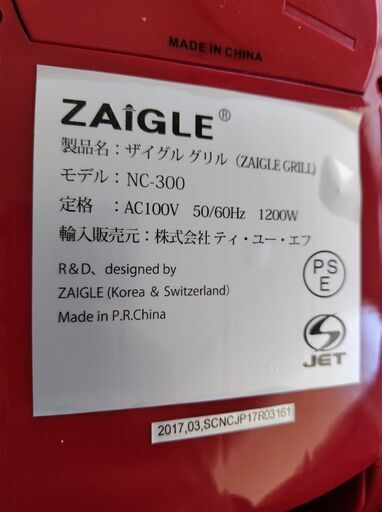 MADE IN CHINA
ZAiGLE®
製品名：ザイグル グリル（ZAIGLE GRILL）
モデル：NC-300
定格 ：AC100V 50/60Hz 1200W
輸入販売元：株式会社 ティ・ユー・エフ
R&D、designed by
ZAIGLE (Korea & Switzerland）
Made in P.R.China
PS
E
JET
2017,03,SCNCJP17R03161